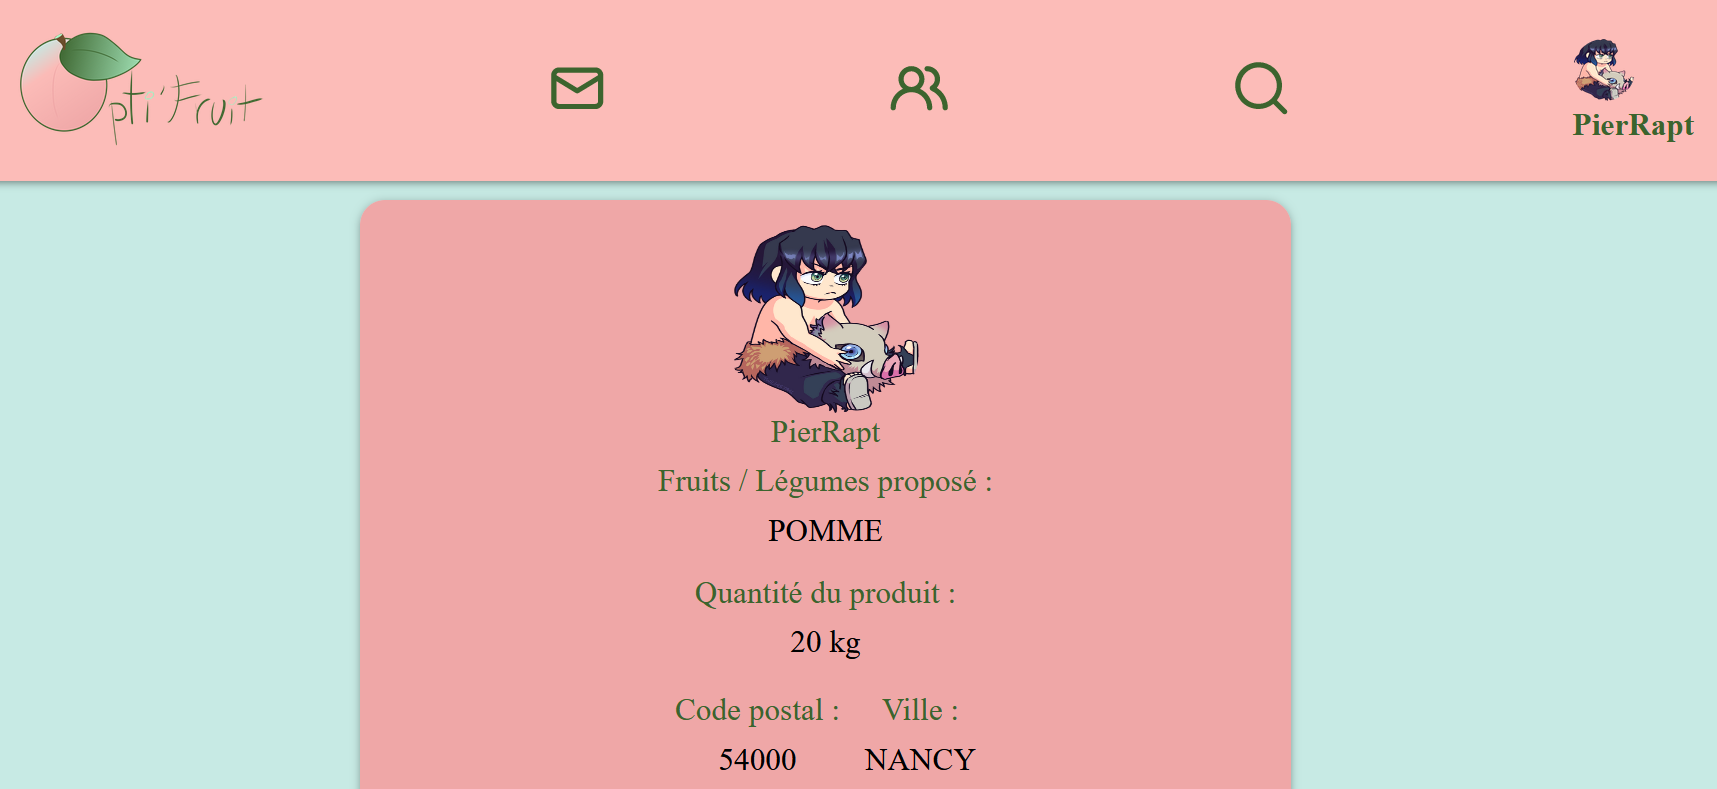 Opti'Fruit
PierRapt
PierRapt
Fruits / Légumes proposé :
POMME
Quantité du produit :
20 kg
Code postal : Ville :
54000 NANCY